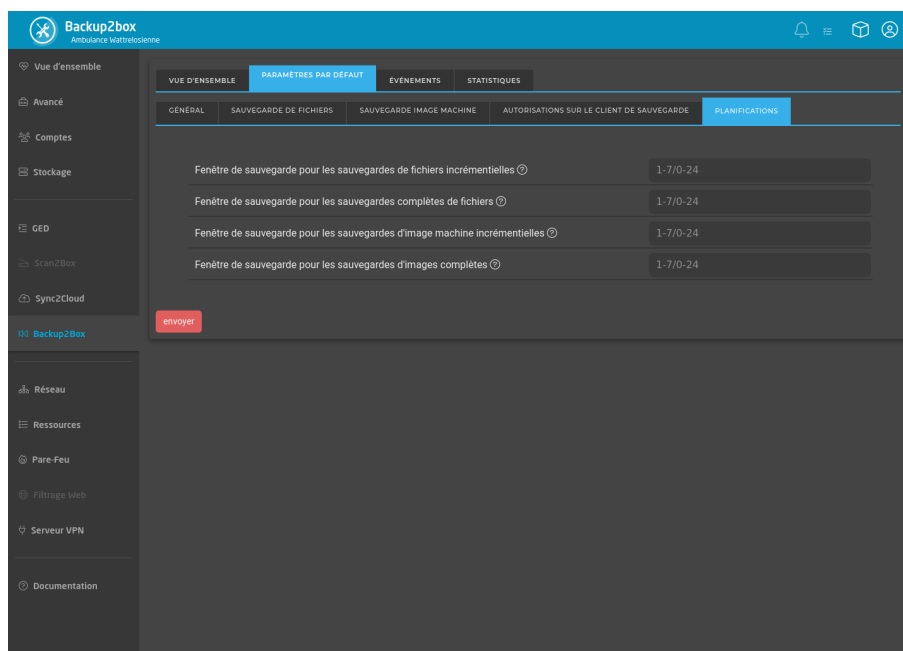 Backup2box
Ambulance Wattrelosienne
Vue d'ensemble
Avancé
Comptes
Stockage
GED
Scan2Box
Sync2Cloud
Backup2Box
Réseau
Ressources
Pare-Feu
Filtrage Web
Serveur VPN
Documentation
VUE D'ENSEMBLE PARAMÈTRES PAR DÉFAUT ÉVÉNEMENTS STATISTIQUES
GÉNÉRAL SAUVEGARDE DE FICHIERS SAUVEGARDE IMAGE MACHINE AUTORISATIONS SUR LE CLIENT DE SAUVEGARDE PLANIFICATIONS
Fenêtre de sauvegarde pour les sauvegardes de fichiers incrémentielles 1-7/0-24
Fenêtre de sauvegarde pour les sauvegardes complètes de fichiers 1-7/0-24
Fenêtre de sauvegarde pour les sauvegardes d'image machine incrémentielles 1-7/0-24
Fenêtre de sauvegarde pour les sauvegardes d'images complètes 1-7/0-24
envoyer